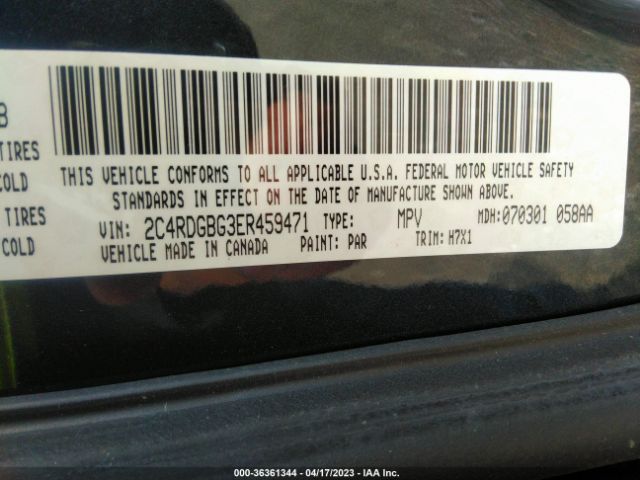 B
TIRES
COLD
TIRES
COLD
THIS VEHICLE CONFORMS TO ALL APPLICABLE U.S.A. FEDERAL MOTOR VEHICLE SAFETY
STANDARDS IN EFFECT ON THE DATE OF MANUFACTURE SHOWN ABOVE.
VIN: 2C4RDGBG3ER459471 TYPE: MPV MDH:070301 058AA
VEHICLE MADE IN CANADA PAINT: PAR TRIM: H7X1
000-36361344 | 04/17/2023 - IAA Inc.